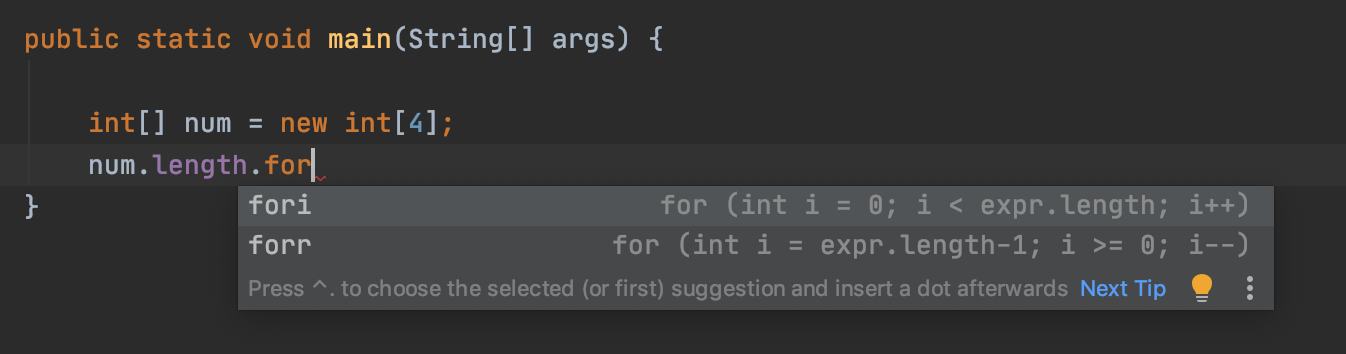 public static void main(String[] args) {
int[] num = new int[4];
num.length.for
}
fori for (int i = 0; i < expr.length; i++)
forr for (int i = expr.length-1; i >= 0; i--)
Press ^. to choose the selected (or first) suggestion and insert a dot afterwards Next Tip